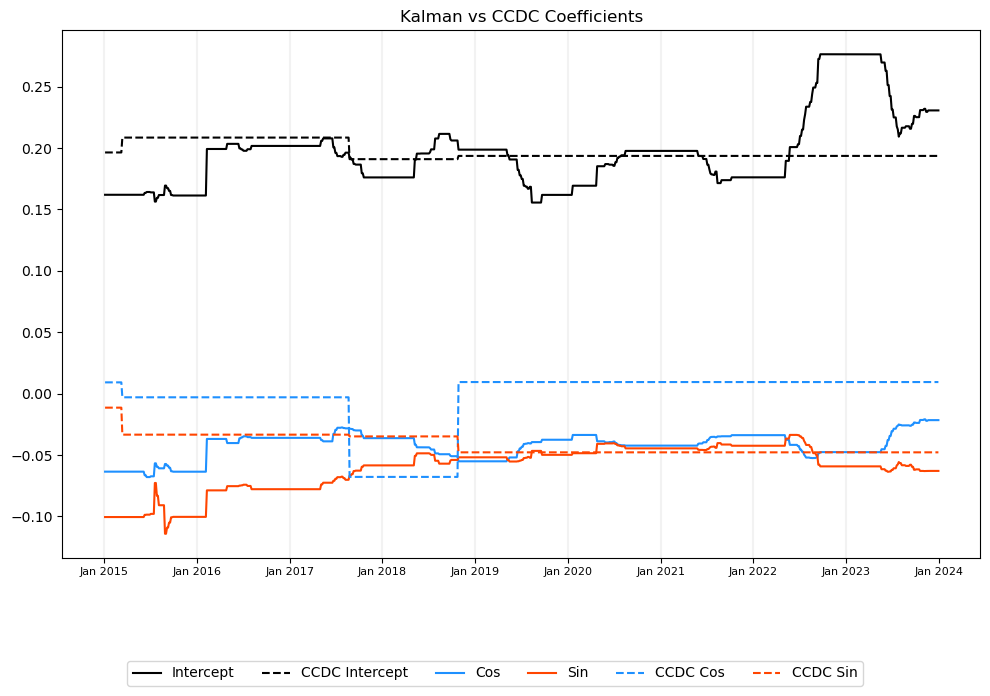 Kalman vs CCDC Coefficients
0.25
0.20
0.15
0.10
0.05
0.00
−0.05
−0.10
Jan 2015 Jan 2016 Jan 2017 Jan 2018 Jan 2019 Jan 2020 Jan 2021 Jan 2022 Jan 2023 Jan 2024
Intercept CCDC Intercept Cos Sin CCDC Cos CCDC Sin